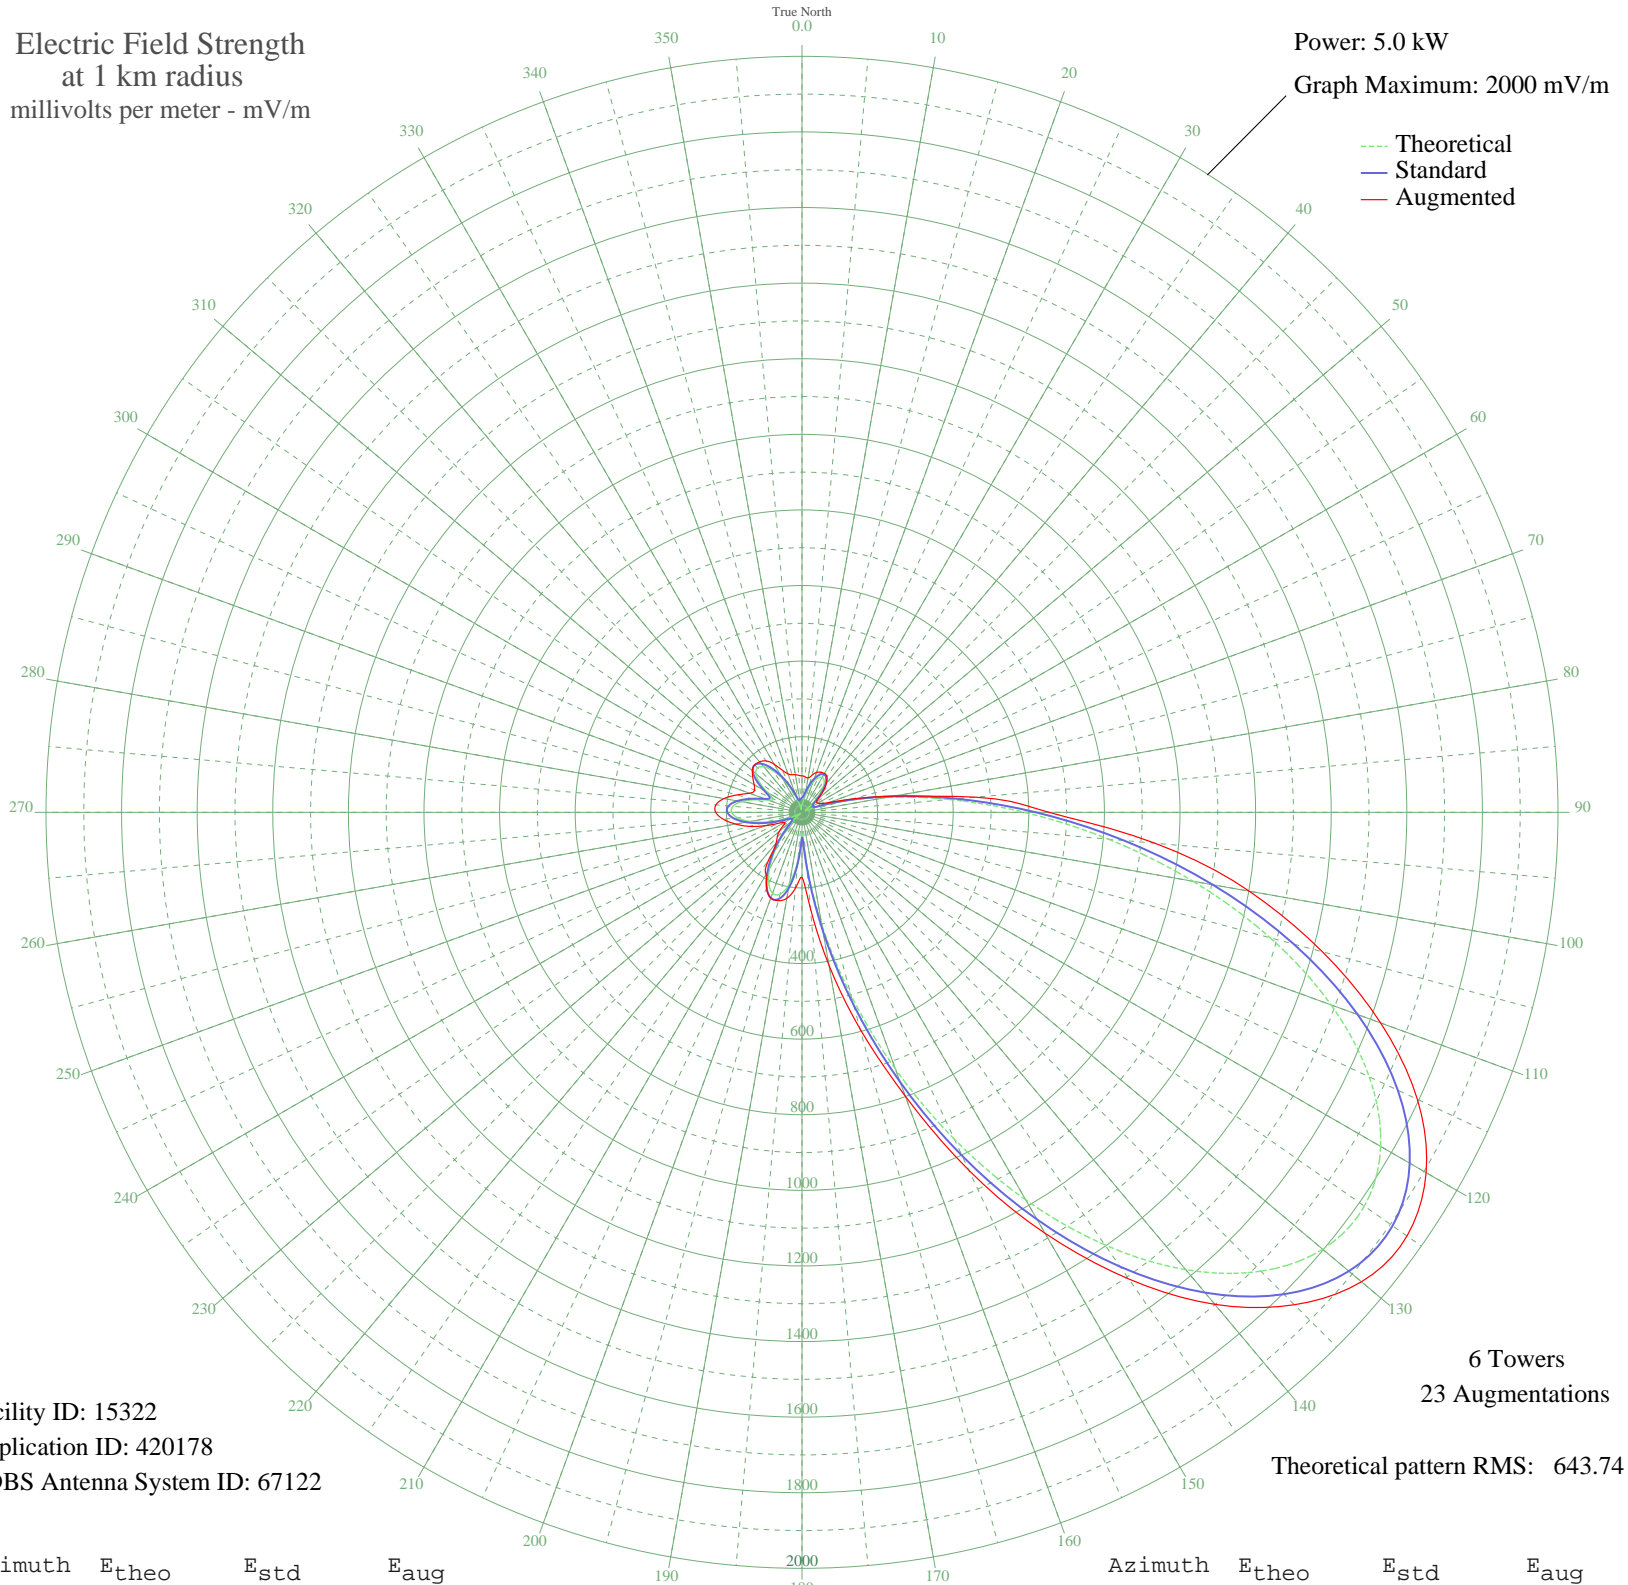 True North
0.0
Electric Field Strength
at 1 km radius
millivolts per meter - mV/m
Power: 5.0 kW
Graph Maximum: 2000 mV/m
Theoretical
Standard
Augmented
10
20
30
40
50
60
70
80
90
100
110
120
130
140
150
160
170
190
200
210
220
230
240
250
260
270
280
290
300
310
320
330
340
350
400
600
800
1000
1200
1400
1600
1800
2000
6 Towers
23 Augmentations
Theoretical pattern RMS: 643.74
cility ID: 15322
plication ID: 420178
DBS Antenna System ID: 67122
imuth Etheo Estd Eaug
Azimuth Etheo Estd Eaug